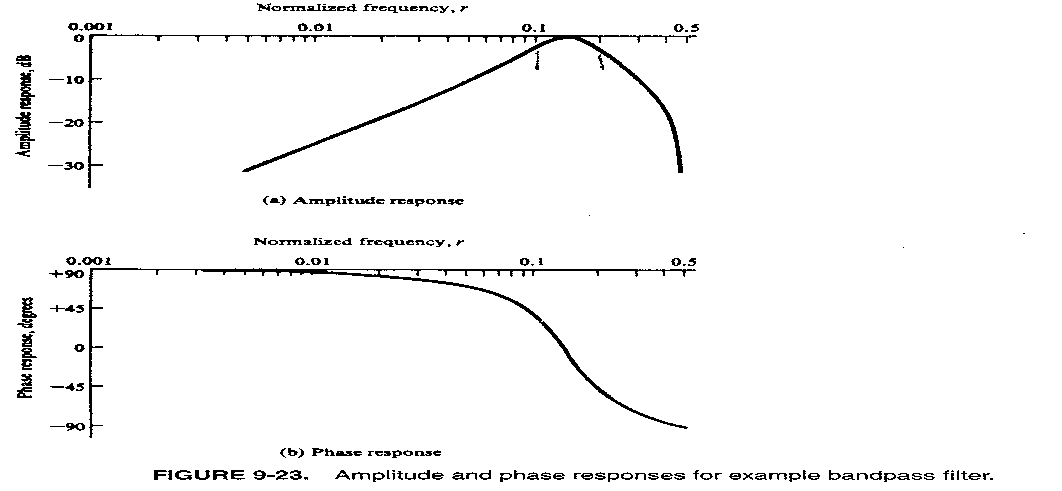 Normalized frequency, r
0.001 0.01 0.1 0.5
0
−10
−20
−30
Amplitude response, dB
(a) Amplitude response
Normalized frequency, r
0.001 0.01 0.1 0.5
+90
+45
0
−45
−90
Phase response, degrees
(b) Phase response
FIGURE 9-23. Amplitude and phase responses for example bandpass filter.